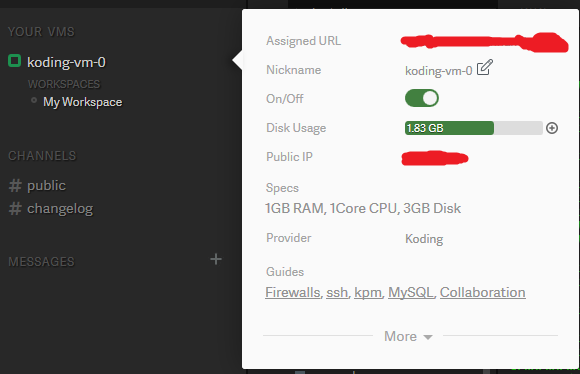 YOUR VMS
koding-vm-0
WORKSPACES
My Workspace
CHANNELS
# public
# changelog
MESSAGES +
Assigned URL
Nickname koding-vm-0
On/Off
Disk Usage 1.83 GB
Public IP
Specs
1GB RAM, 1Core CPU, 3GB Disk
Provider Koding
Guides
Firewalls, ssh, kpm, MySQL, Collaboration
More